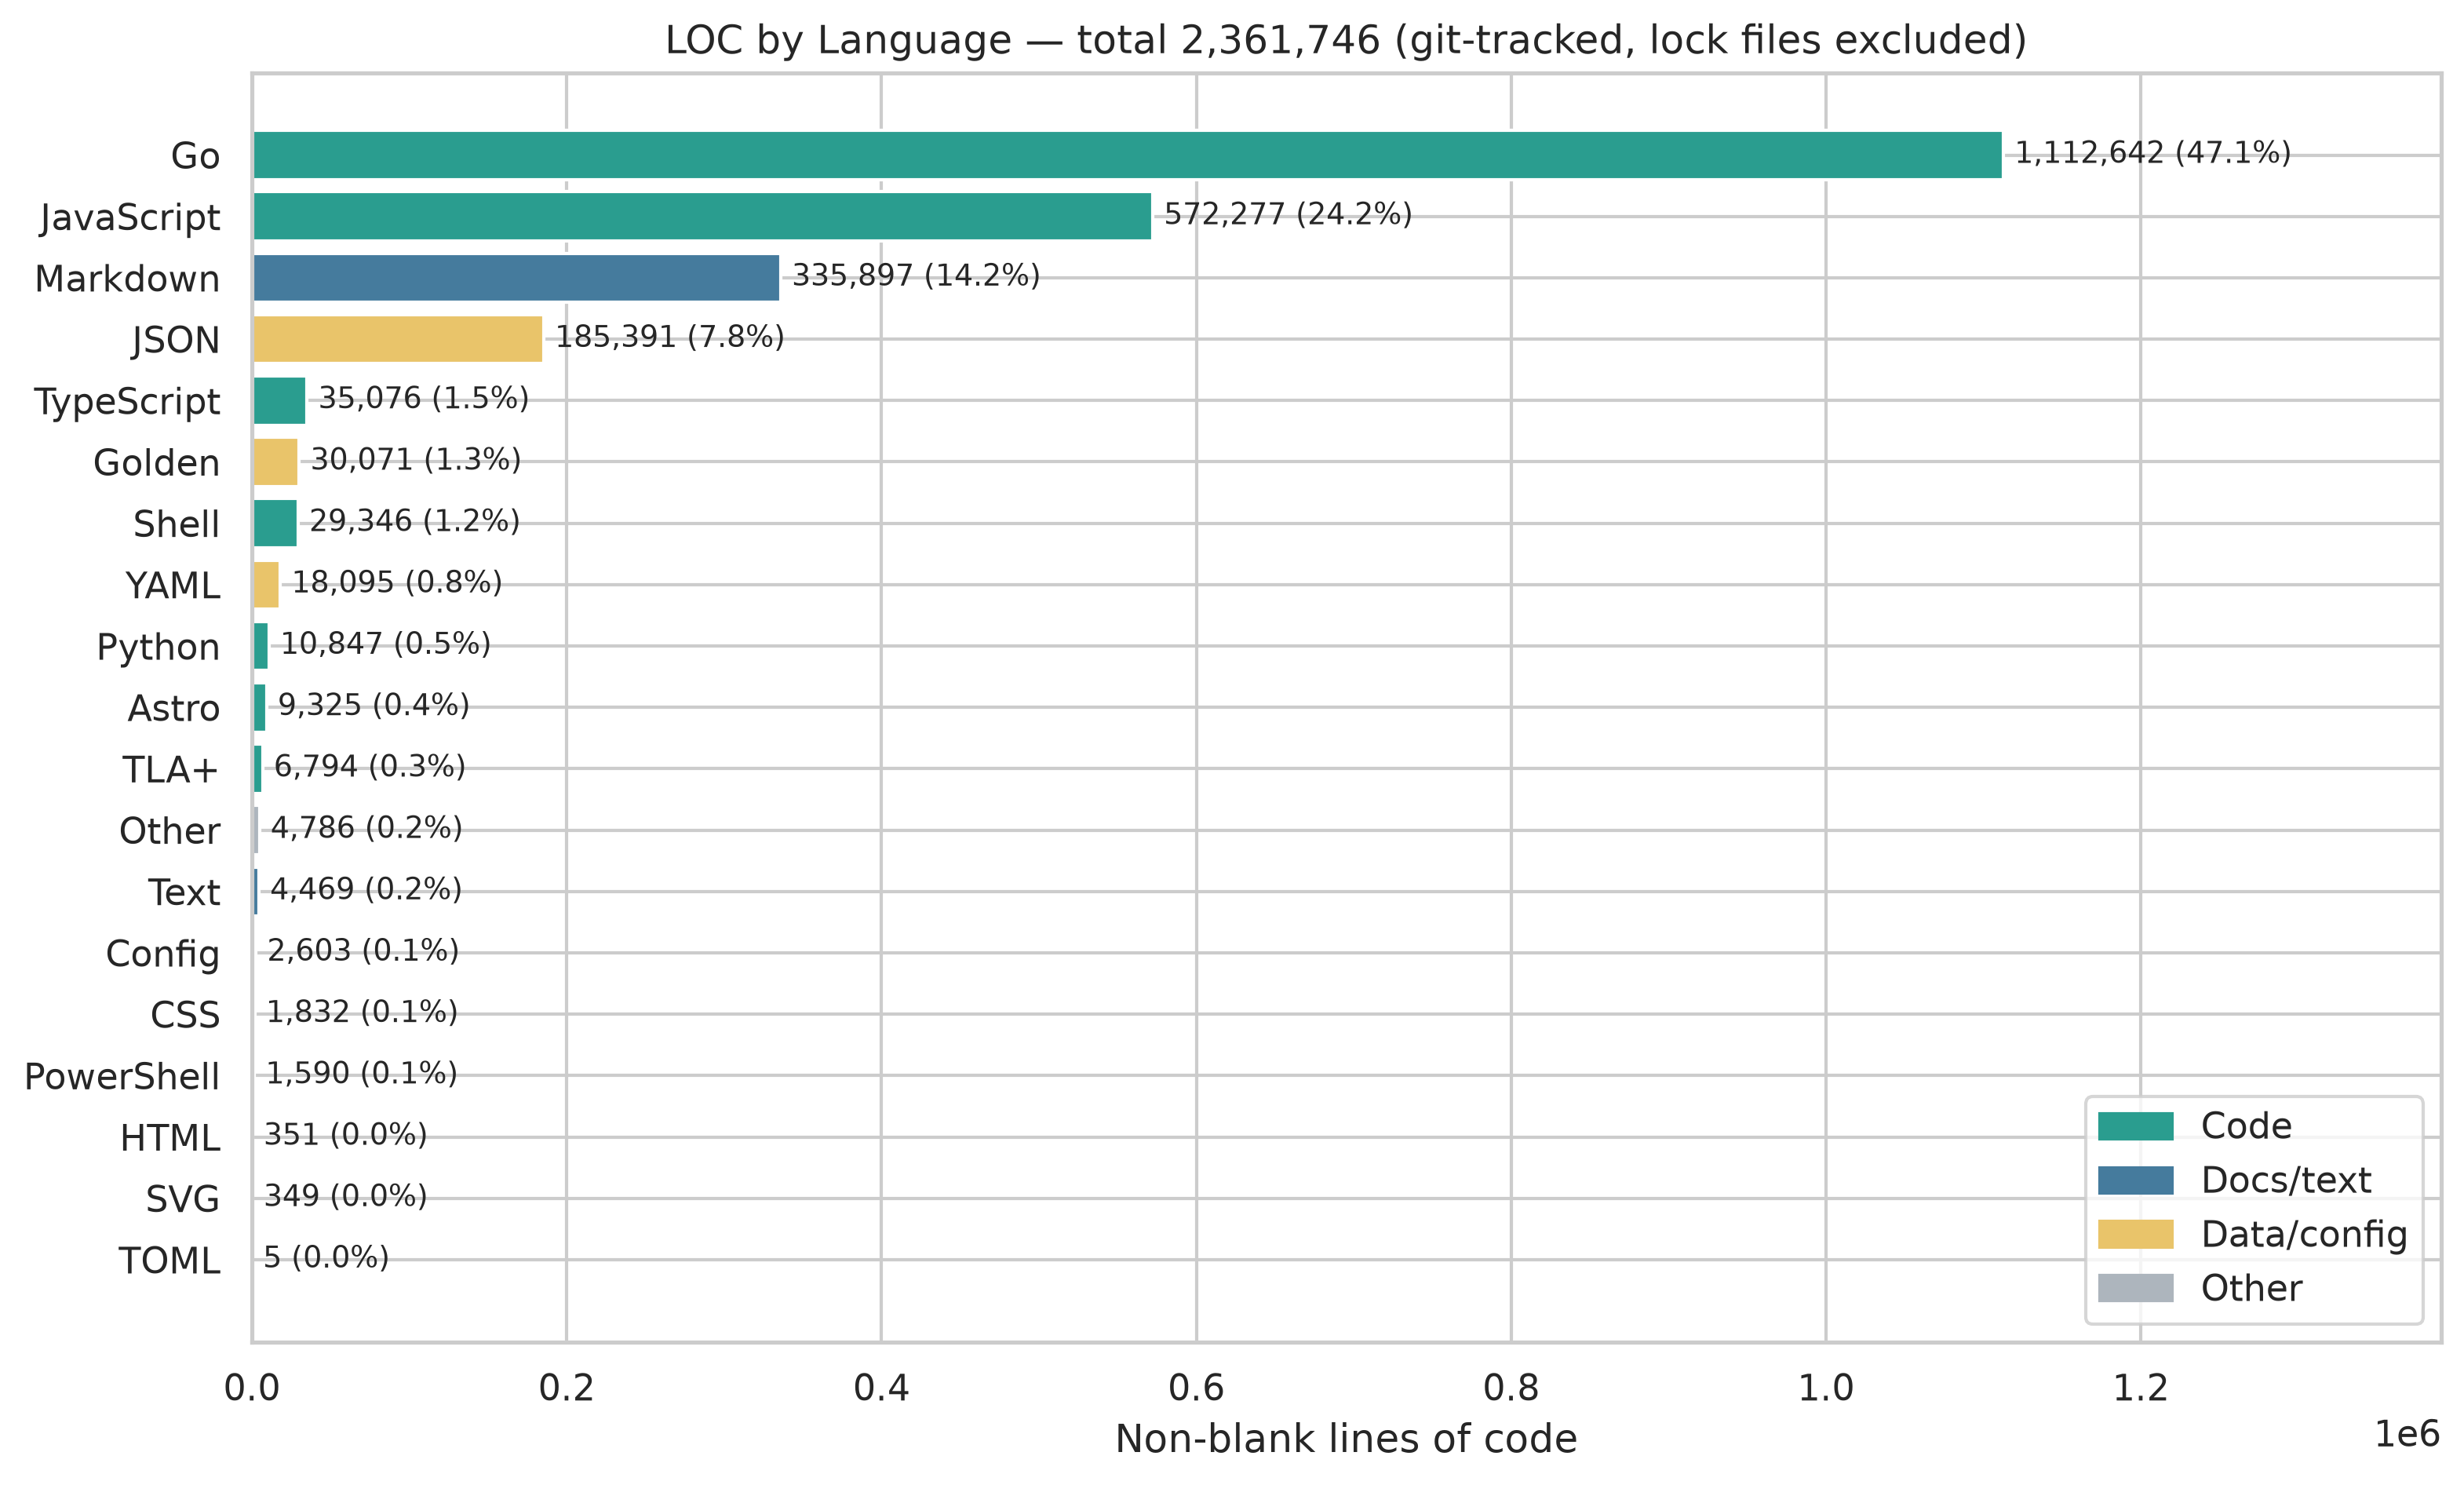 LOC by Language — total 2,361,746 (git-tracked, lock files excluded)
Go 1,112,642 (47.1%)
JavaScript 572,277 (24.2%)
Markdown 335,897 (14.2%)
JSON 185,391 (7.8%)
TypeScript 35,076 (1.5%)
Golden 30,071 (1.3%)
Shell 29,346 (1.2%)
YAML 18,095 (0.8%)
Python 10,847 (0.5%)
Astro 9,325 (0.4%)
TLA+ 6,794 (0.3%)
Other 4,786 (0.2%)
Text 4,469 (0.2%)
Config 2,603 (0.1%)
CSS 1,832 (0.1%)
PowerShell 1,590 (0.1%)
HTML 351 (0.0%)
SVG 349 (0.0%)
TOML 5 (0.0%)
Code
Docs/text
Data/config
Other
0.0 0.2 0.4 0.6 0.8 1.0 1.2
1e6
Non-blank lines of code